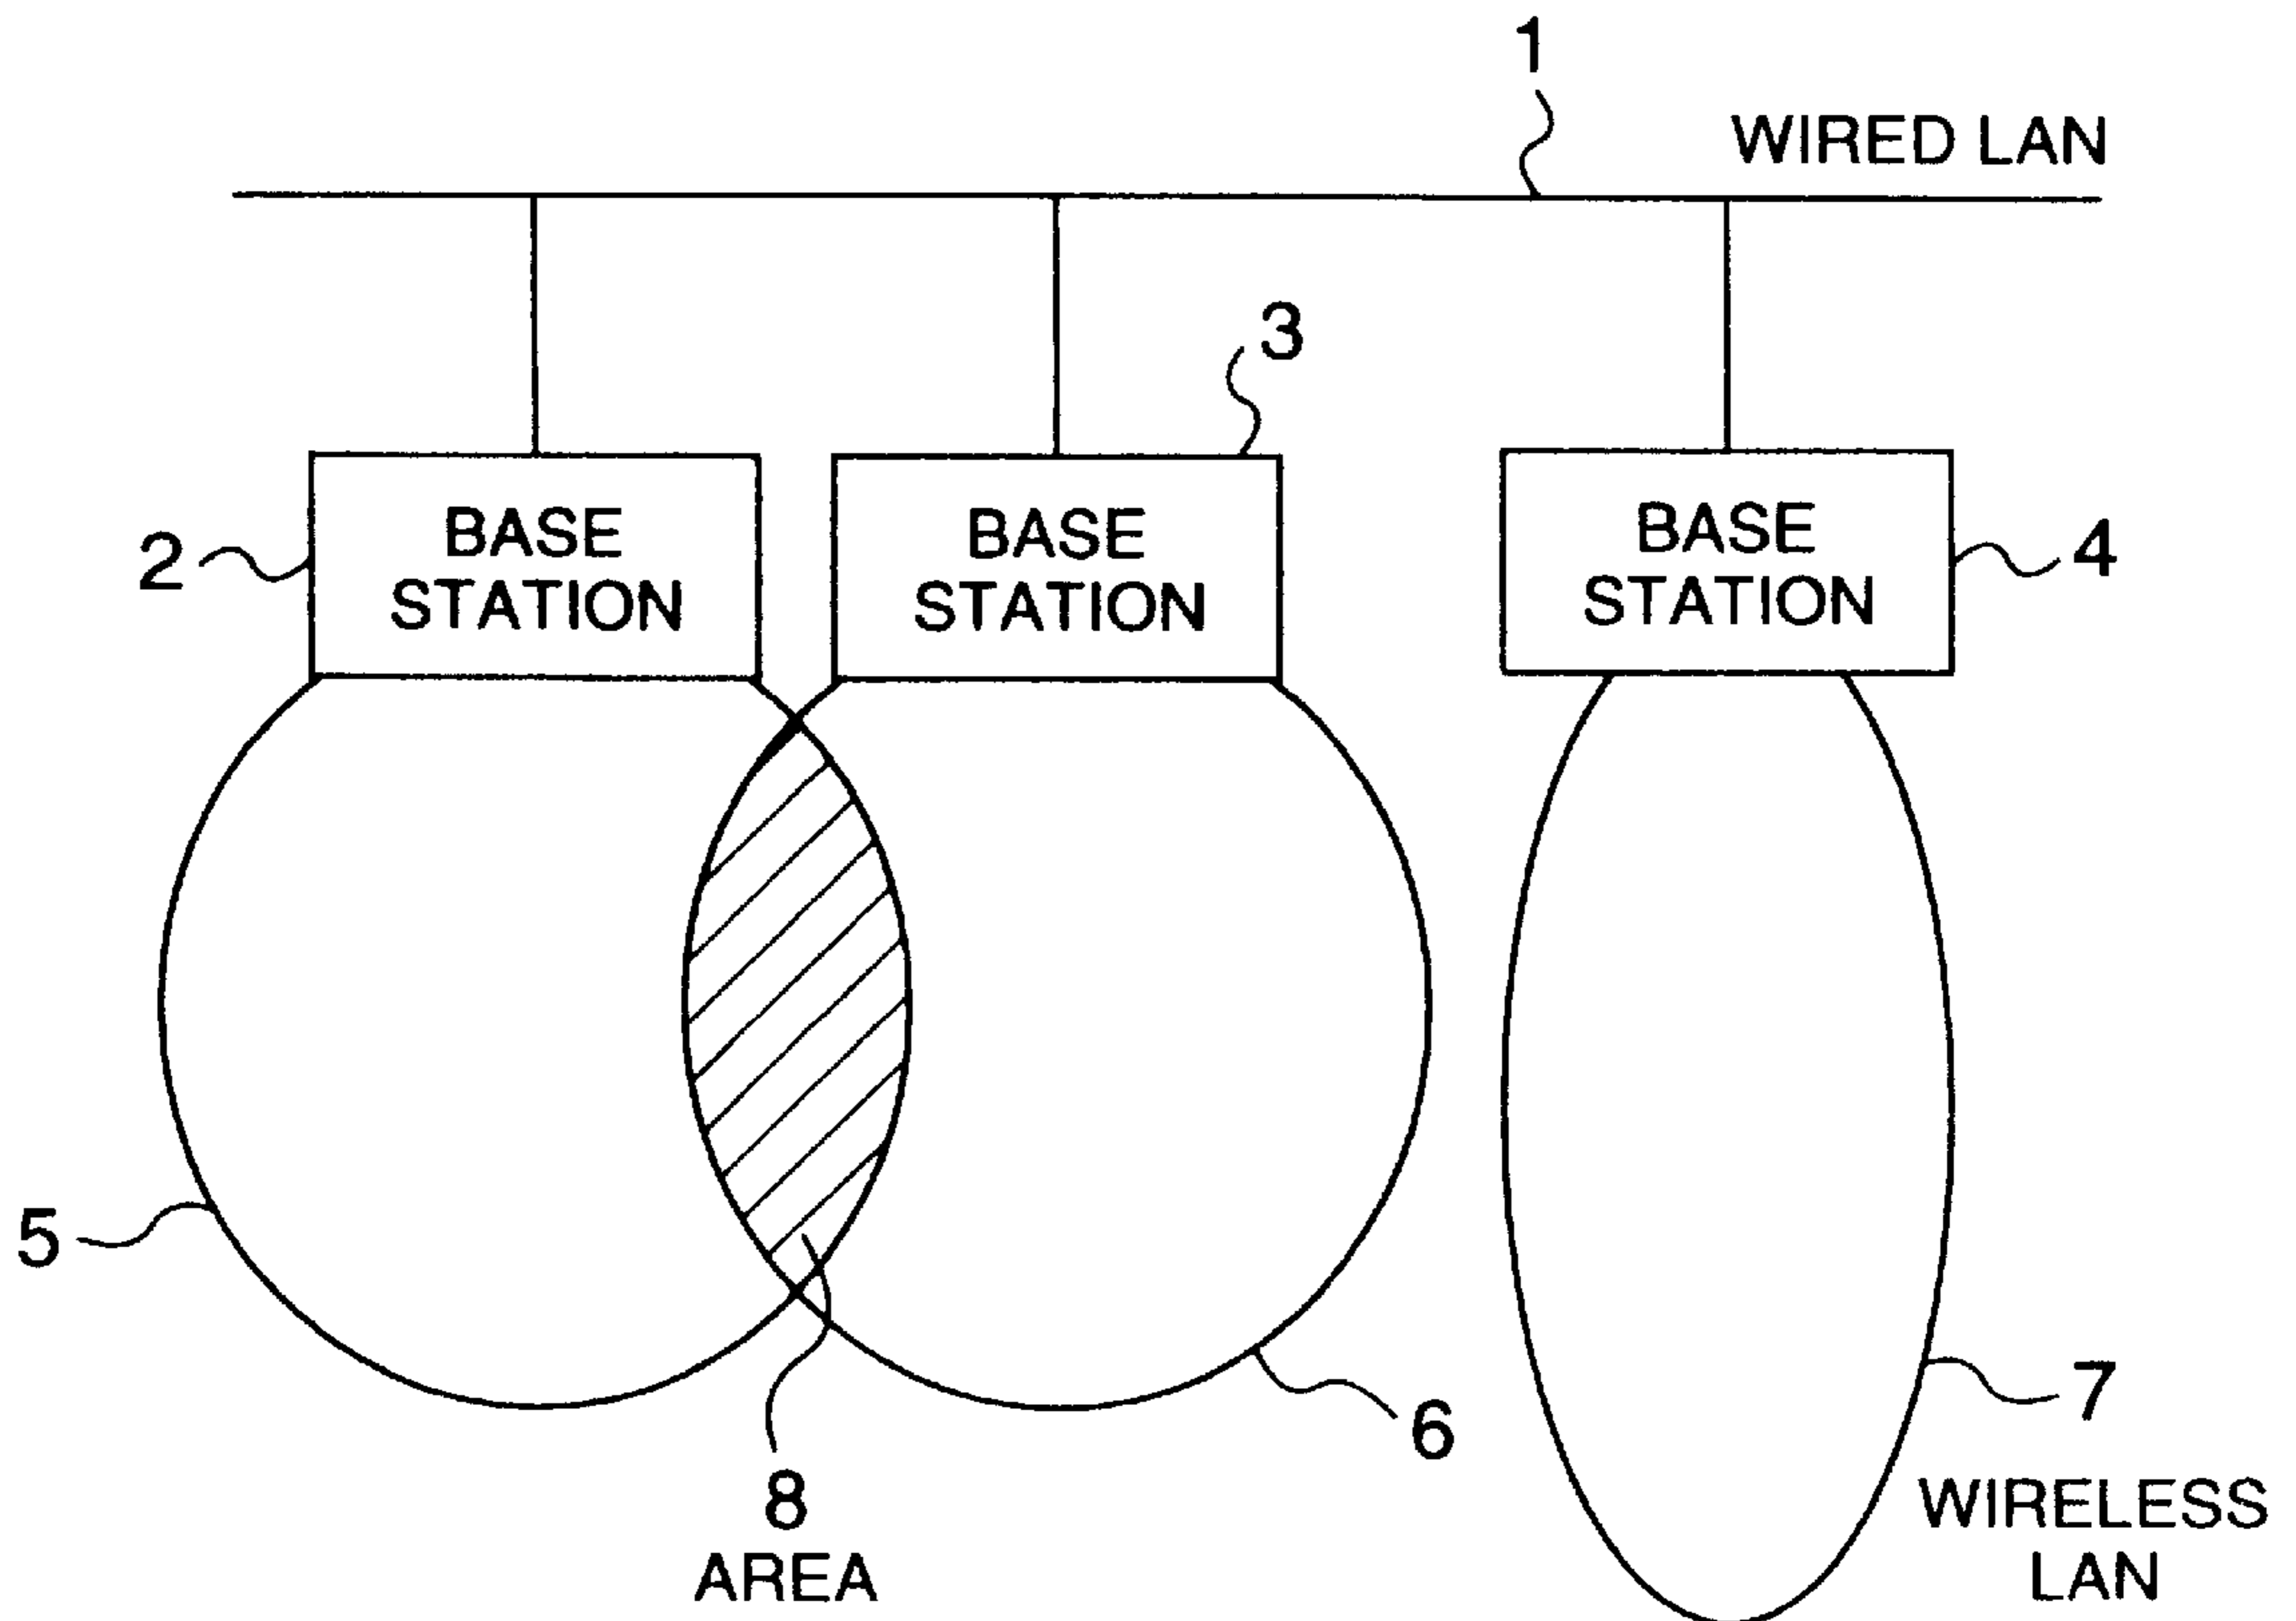 1
WIRED LAN
3
2
BASE
STATION
BASE
STATION
BASE
STATION
4
5
6
7
8
AREA
WIRELESS
LAN